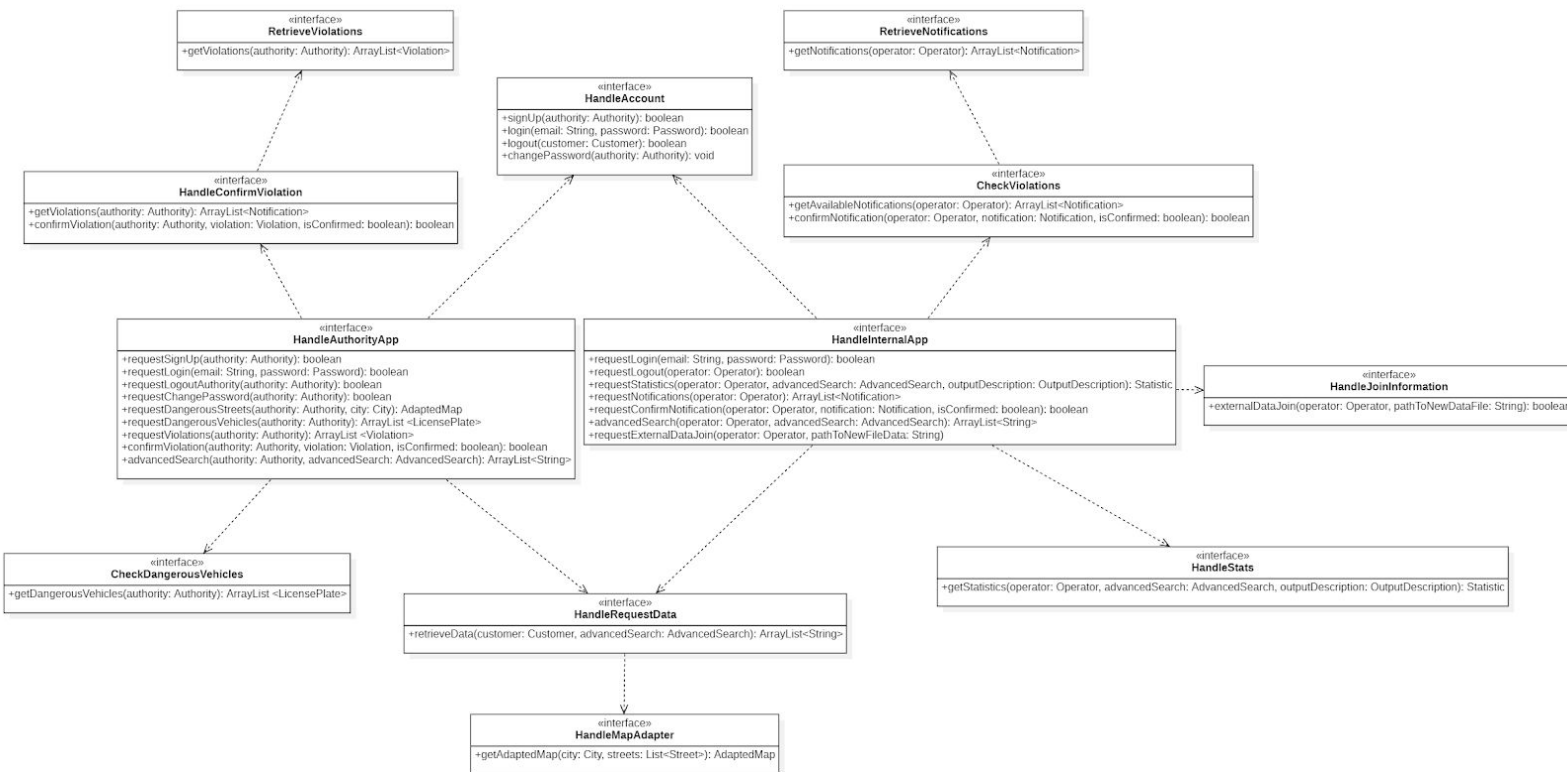 «interface»
RetrieveViolations
+getViolations(authority: Authority): ArrayList<Violation>
«interface»
RetrieveNotifications
+getNotifications(operator: Operator): ArrayList<Notification>
«interface»
HandleAccount
+signUp(authority: Authority): boolean
+login(email: String, password: Password): boolean
+logout(customer: Customer): boolean
+changePassword(authority: Authority): void
«interface»
HandleConfirmViolation
+getViolations(authority: Authority): ArrayList<Notification>
+confirmViolation(authority: Authority, violation: Violation, isConfirmed: boolean): boolean
«interface»
CheckViolations
+getAvailableNotifications(operator: Operator): ArrayList<Notification>
+confirmNotification(operator: Operator, notification: Notification, isConfirmed: boolean): boolean
«interface»
HandleAuthorityApp
+requestSignUp(authority: Authority): boolean
+requestLogin(email: String, password: Password): boolean
+requestLogoutAuthority(authority: Authority): boolean
+requestChangePassword(authority: Authority): boolean
+requestDangerousStreets(authority: Authority, city: City): AdaptedMap
+requestDangerousVehicles(authority: Authority): ArrayList <LicensePlate>
+requestViolations(authority: Authority): ArrayList <Violation>
+confirmViolation(authority: Authority, violation: Violation, isConfirmed: boolean): boolean
+advancedSearch(authority: Authority, advancedSearch: AdvancedSearch): ArrayList<String>
«interface»
HandleInternalApp
+requestLogin(email: String, password: Password): boolean
+requestLogout(operator: Operator): boolean
+requestStatistics(operator: Operator, advancedSearch: AdvancedSearch, outputDescription: OutputDescription): Statistic
+requestNotifications(operator: Operator): ArrayList<Notification>
+requestConfirmNotification(operator: Operator, notification: Notification, isConfirmed: boolean): boolean
+advancedSearch(operator: Operator, advancedSearch: AdvancedSearch): ArrayList<String>
+requestExternalDataJoin(operator: Operator, pathToNewFileData: String)
«interface»
HandleJoinInformation
+externalDataJoin(operator: Operator, pathToNewDataFile: String): boolean
«interface»
CheckDangerousVehicles
+getDangerousVehicles(authority: Authority): ArrayList <LicensePlate>
«interface»
HandleStats
+getStatistics(operator: Operator, advancedSearch: AdvancedSearch, outputDescription: OutputDescription): Statistic
«interface»
HandleRequestData
+retrieveData(customer: Customer, advancedSearch: AdvancedSearch): ArrayList<String>
«interface»
HandleMapAdapter
+getAdaptedMap(city: City, streets: List<Street>): AdaptedMap